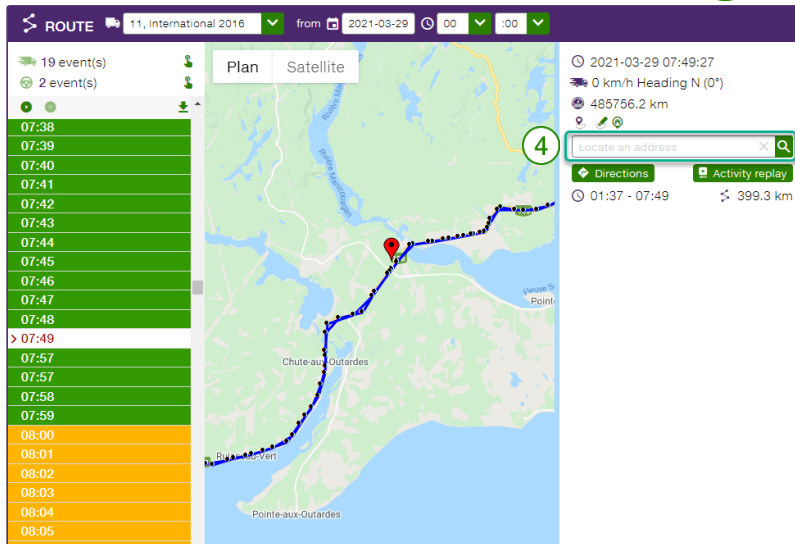 ROUTE 11, International 2016 from 2021-03-29 00 :00
19 event(s)
2 event(s)
07:38
07:39
07:40
07:41
07:42
07:43
07:44
07:45
07:46
07:47
07:48
> 07:49
07:57
07:57
07:58
07:59
08:00
08:01
08:02
08:03
08:04
08:05
Plan Satellite
Rivière Manicouagan
Chute-aux-Outardes
Pointe-aux-Outardes
2021-03-29 07:49:27
0 km/h Heading N (0°)
485756.2 km
4
Locate an address
Directions Activity replay
01:37 - 07:49 399.3 km